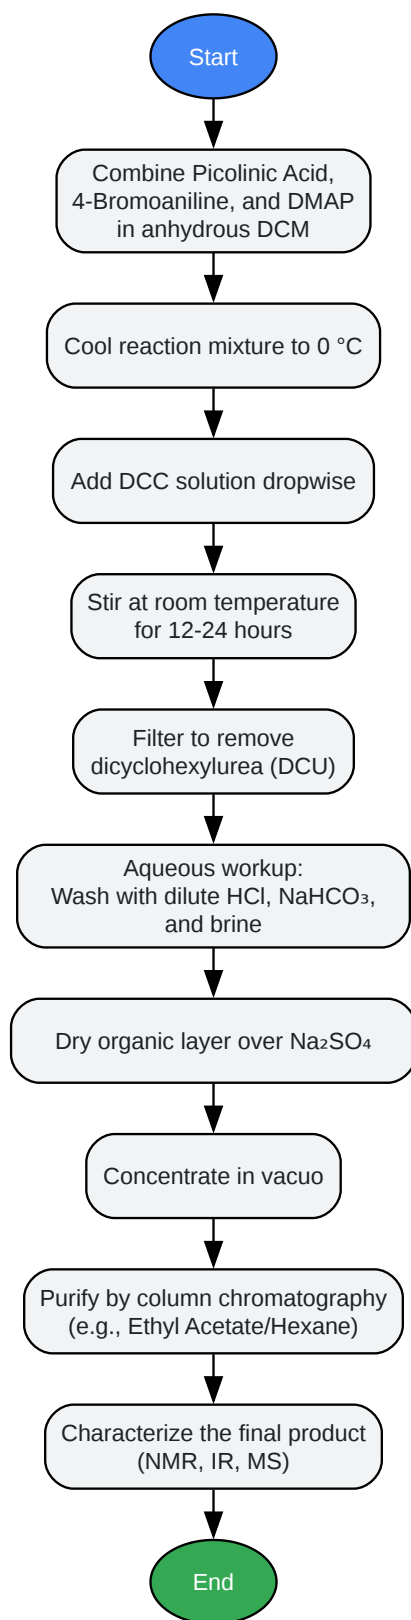 Start
Combine Picolinic Acid,
4-Bromoaniline, and DMAP
in anhydrous DCM
Cool reaction mixture to 0 °C
Add DCC solution dropwise
Stir at room temperature
for 12-24 hours
Filter to remove
dicyclohexylurea (DCU)
Aqueous workup:
Wash with dilute HCl, NaHCO₃,
and brine
Dry organic layer over Na₂SO₄
Concentrate in vacuo
Purify by column chromatography
(e.g., Ethyl Acetate/Hexane)
Characterize the final product
(NMR, IR, MS)
End